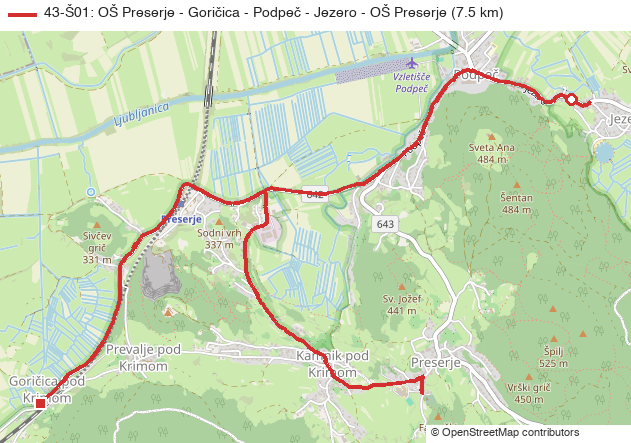 43-Š01: OŠ Preserje - Goričica - Podpeč - Jezero - OŠ Preserje (7.5 km)
Ljubljanica
Vzletišče
Podpeč
Podpeč
Jeze
Sveta Ana
484 m
Šentan
484 m
642
643
Preserje
Sodni vrh
337 m
Sivčev
grič
331 m
Sv. Jožef
441 m
Prevalje pod
Krimom
Kamnik pod
Krimom
Preserje
Špilj
525 m
Vrški grič
450 m
Goričica pod
Krimom
© OpenStreetMap contributors